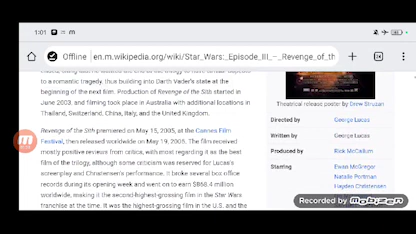 1:01
Offline en.m.wikipedia.org/wiki/Star_Wars:_Episode_III_–_Revenge_of_th
to a romantic tragedy, thus building into Darth Vader's state at the
beginning of the next film. Production of Revenge of the Sith started in
June 2003, and filming took place in Australia with additional locations in
Thailand, Switzerland, China, Italy, and the United Kingdom.
Revenge of the Sith premiered on May 15, 2005, at the Cannes Film
Festival, then released worldwide on May 19, 2005. The film received
mostly positive reviews from critics, with most regarding it as the best
film of the trilogy, although some criticism was reserved for Lucas's
screenplay and Christensen's performance. It broke several box office
records during its opening week and went on to earn $868.4 million
worldwide, making it the second-highest-grossing film in the Star Wars
franchise at the time. It was the highest-grossing film in the U.S. and the
Theatrical release poster by Drew Struzan
Directed by George Lucas
Written by George Lucas
Produced by Rick McCallum
Starring Ewan McGregor
Natalie Portman
Hayden Christensen
Recorded by mobizen